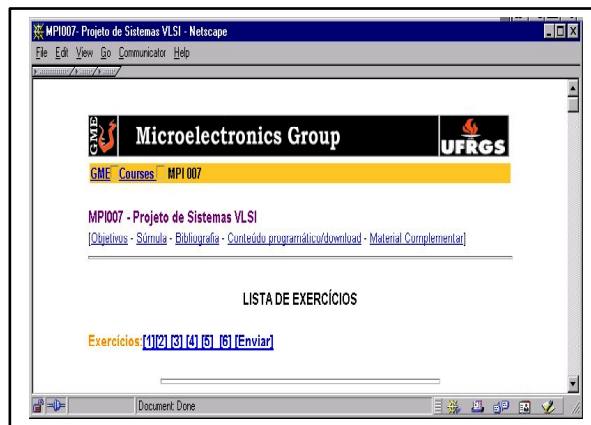 MPI007- Projeto de Sistemas VLSI - Netscape
File Edit View Go Communicator Help
GME Microelectronics Group UFRGS
GME Courses MPI 007
MPI007 - Projeto de Sistemas VLSI
[Objetivos - Súmula - Bibliografia - Conteúdo programático/download - Material Complementar]
LISTA DE EXERCÍCIOS
Exercícios:[1][2] [3] [4] [5] [6] [Enviar]
Document: Done